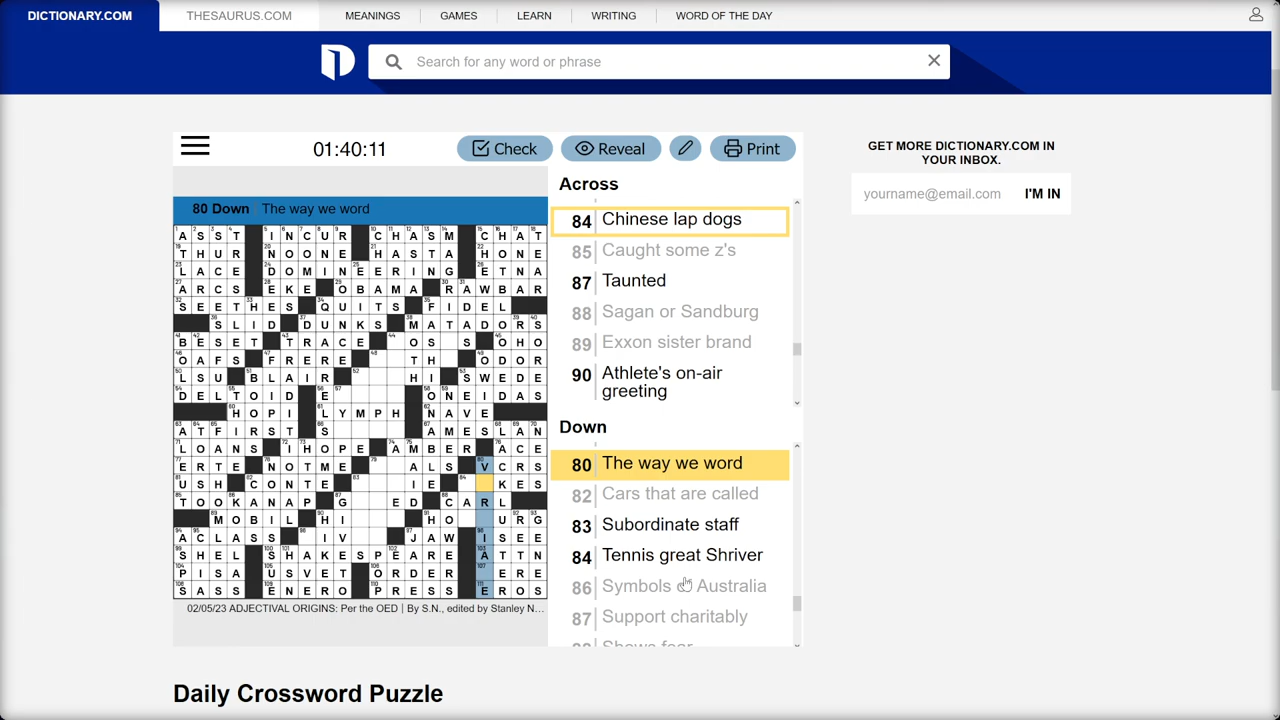 DICTIONARY.COM
THESAURUS.COM
MEANINGS
GAMES
LEARN
WRITING
WORD OF THE DAY
Search for any word or phrase
01:40:11
Check
Reveal
Print
GET MORE DICTIONARY.COM IN
YOUR INBOX.
yourname@email.com
I'M IN
80 Down The way we word
A S S T I N C U R C H A S M C H A T
T H U R N O O N E H A S T A H O N E
L A C E D O M I N E E R I N G E T N A
A R C S E K E O B A M A R A W B A R
S E E T H E S Q U I T S F I D E L
S L I D D U N K S M A T A D O R S
B E S E T T R A C E O S S O H O
O A F S F R E R E T H O D O R
L S U B L A I R H I S W E D E
D E L T O I D E O N E I D A S
H O P I L Y M P H N A V E
A T F I R S T S A M E S L A N
L O A N S I H O P E A M B E R A C E
E R T E N O T M E A L S V C R S
U S H C O N T E I E K E S
T O O K A N A P G E D C A R L
M O B I L H I H O U R G
A C L A S S I V J A W I S E E
S H E L S H A K E S P E A R E A T T N
P I S A U S V E T O R D E R E R E
S A S S E N E R O P R E S S E R O S
02/05/23 ADJECTIVAL ORIGINS: Per the OED | By S.N., edited by Stanley N...
Across
84 Chinese lap dogs
85 Caught some z's
87 Taunted
88 Sagan or Sandburg
89 Exxon sister brand
90 Athlete's on-air
greeting
Down
80 The way we word
82 Cars that are called
83 Subordinate staff
84 Tennis great Shriver
86 Symbols of Australia
87 Support charitably
88 Shows fear
Daily Crossword Puzzle